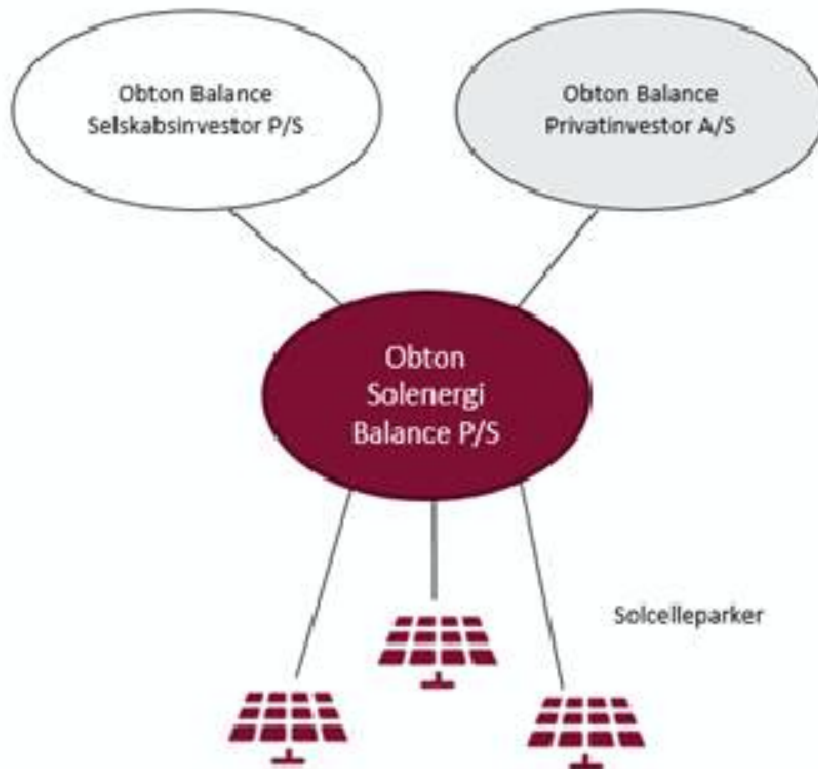 Obton Balance
Selskabsinvestor P/S
Obton Balance
Privatinvestor A/S
Obton
Solenergi
Balance P/S
Solcelleparker